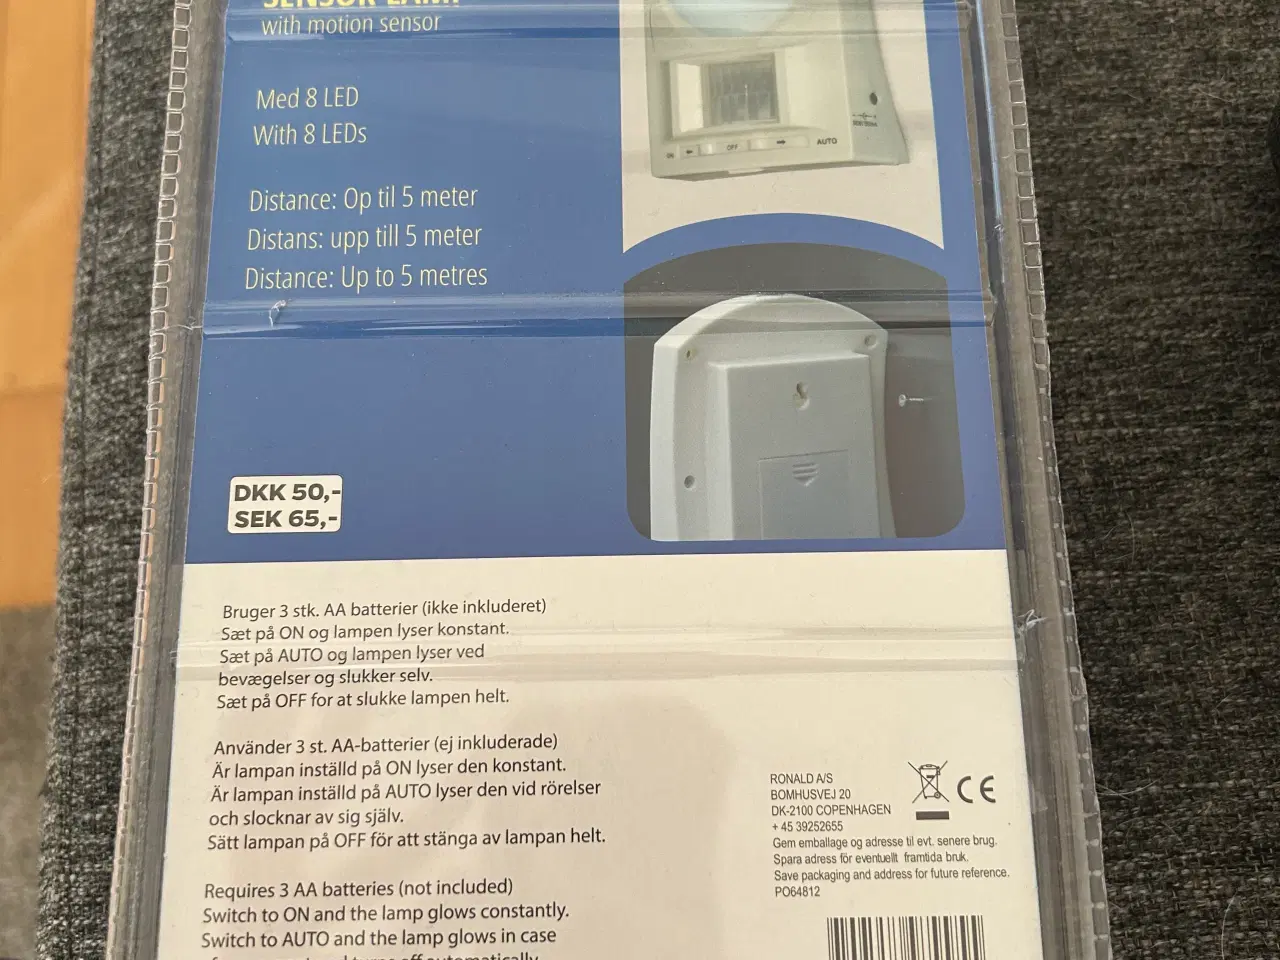 SENSOR LAMP
with motion sensor
Med 8 LED
With 8 LEDs
Distance: Op til 5 meter
Distans: upp till 5 meter
Distance: Up to 5 metres
ON
OFF
AUTO
DKK 50,-
SEK 65,-
Bruger 3 stk. AA batterier (ikke inkluderet)
Sæt på ON og lampen lyser konstant.
Sæt på AUTO og lampen lyser ved
bevægelser og slukker selv.
Sæt på OFF for at slukke lampen helt.
Använder 3 st. AA-batterier (ej inkluderade)
Är lampan inställd på ON lyser den konstant.
Är lampan inställd på AUTO lyser den vid rörelser
och slocknar av sig själv.
Sätt lampan på OFF för att stänga av lampan helt.
Requires 3 AA batteries (not included)
Switch to ON and the lamp glows constantly.
Switch to AUTO and the lamp glows in case
turns off automatically
RONALD A/S
BOMHUSVEJ 20
DK-2100 COPENHAGEN
+ 45 39252655
Gem emballage og adresse til evt. senere brug.
Spara adress för eventuellt framtida bruk.
Save packaging and address for future reference.
PO64812
CE